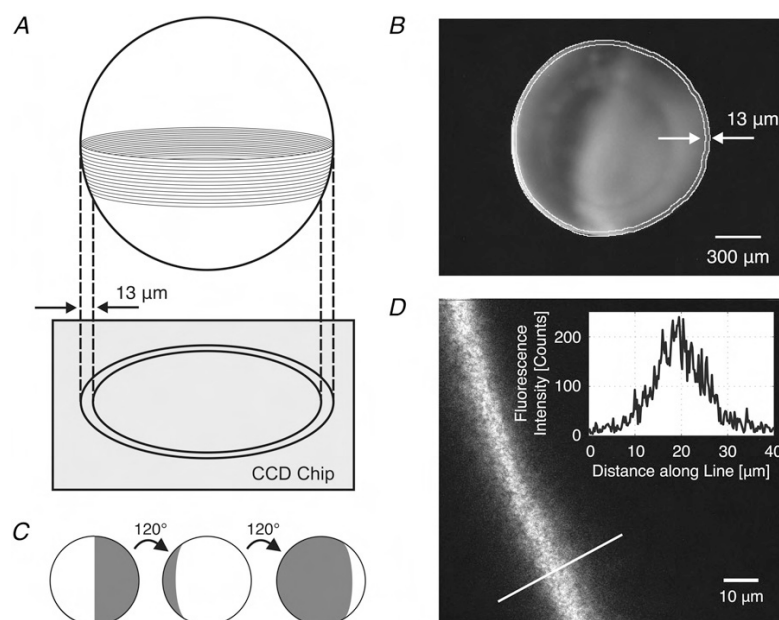 A
13 µm
CCD Chip
B
13 µm
300 µm
C
120°
120°
D
Fluorescence
Intensity [Counts]
200
100
0
0
10
20
30
40
Distance along Line [µm]
10 µm